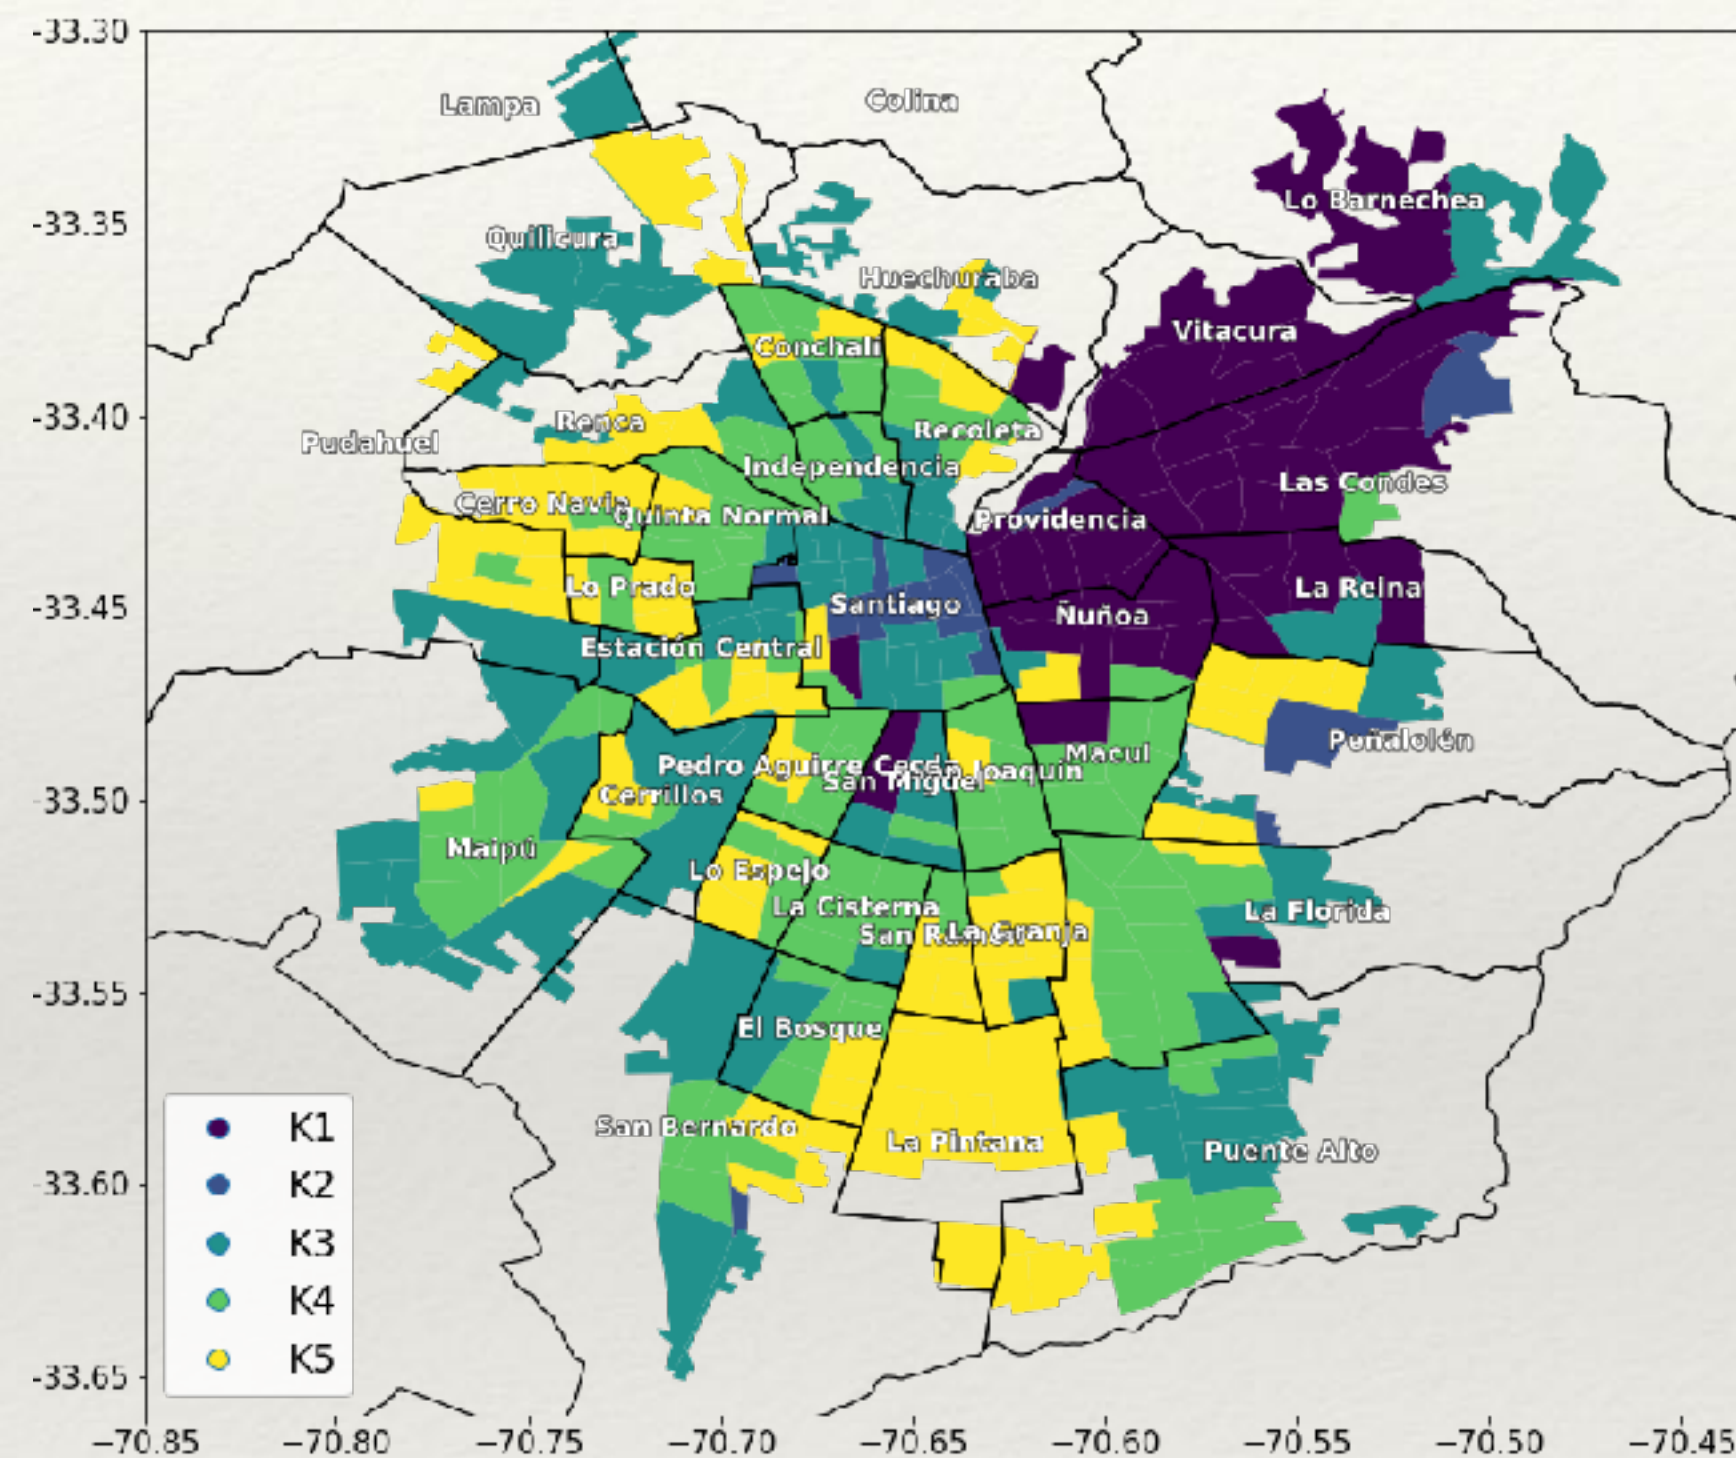 -33.30
-33.35
-33.40
-33.45
-33.50
-33.55
-33.60
-33.65
Lampa
Colina
Lo Barnechea
Quilicura
Huechuraba
Vitacura
Conchalí
Renca
Recoleta
Pudahuel
Independencia
Las Condes
Cerro Navia
Quinta Normal
Providencia
Lo Prado
La Reina
Santiago
Ñuñoa
Estación Central
Peñalolén
Macul
Pedro Aguirre Cerda
San Joaquín
San Miguel
Cerrillos
Maipú
Lo Espejo
La Cisterna
La Florida
San Ramón
La Granja
El Bosque
San Bernardo
La Pintana
Puente Alto
K1
K2
K3
K4
K5
−70.85 −70.80 −70.75 −70.70 −70.65 −70.60 −70.55 −70.50 −70.45